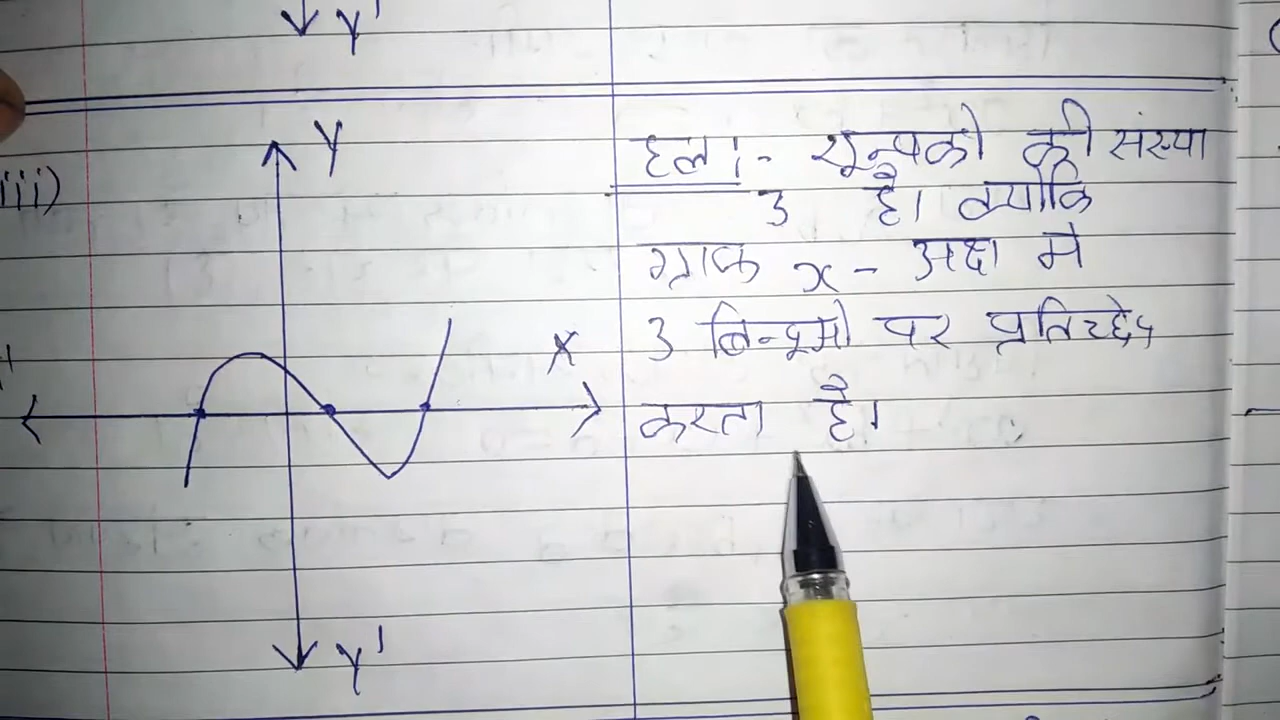 y'
iii)
y
हल :- शून्यको की संख्या
3 है। क्योकि
ग्राफ x - अक्ष मे
3 बिन्दूओ पर प्रतिच्छेद
करता है।
X
y'